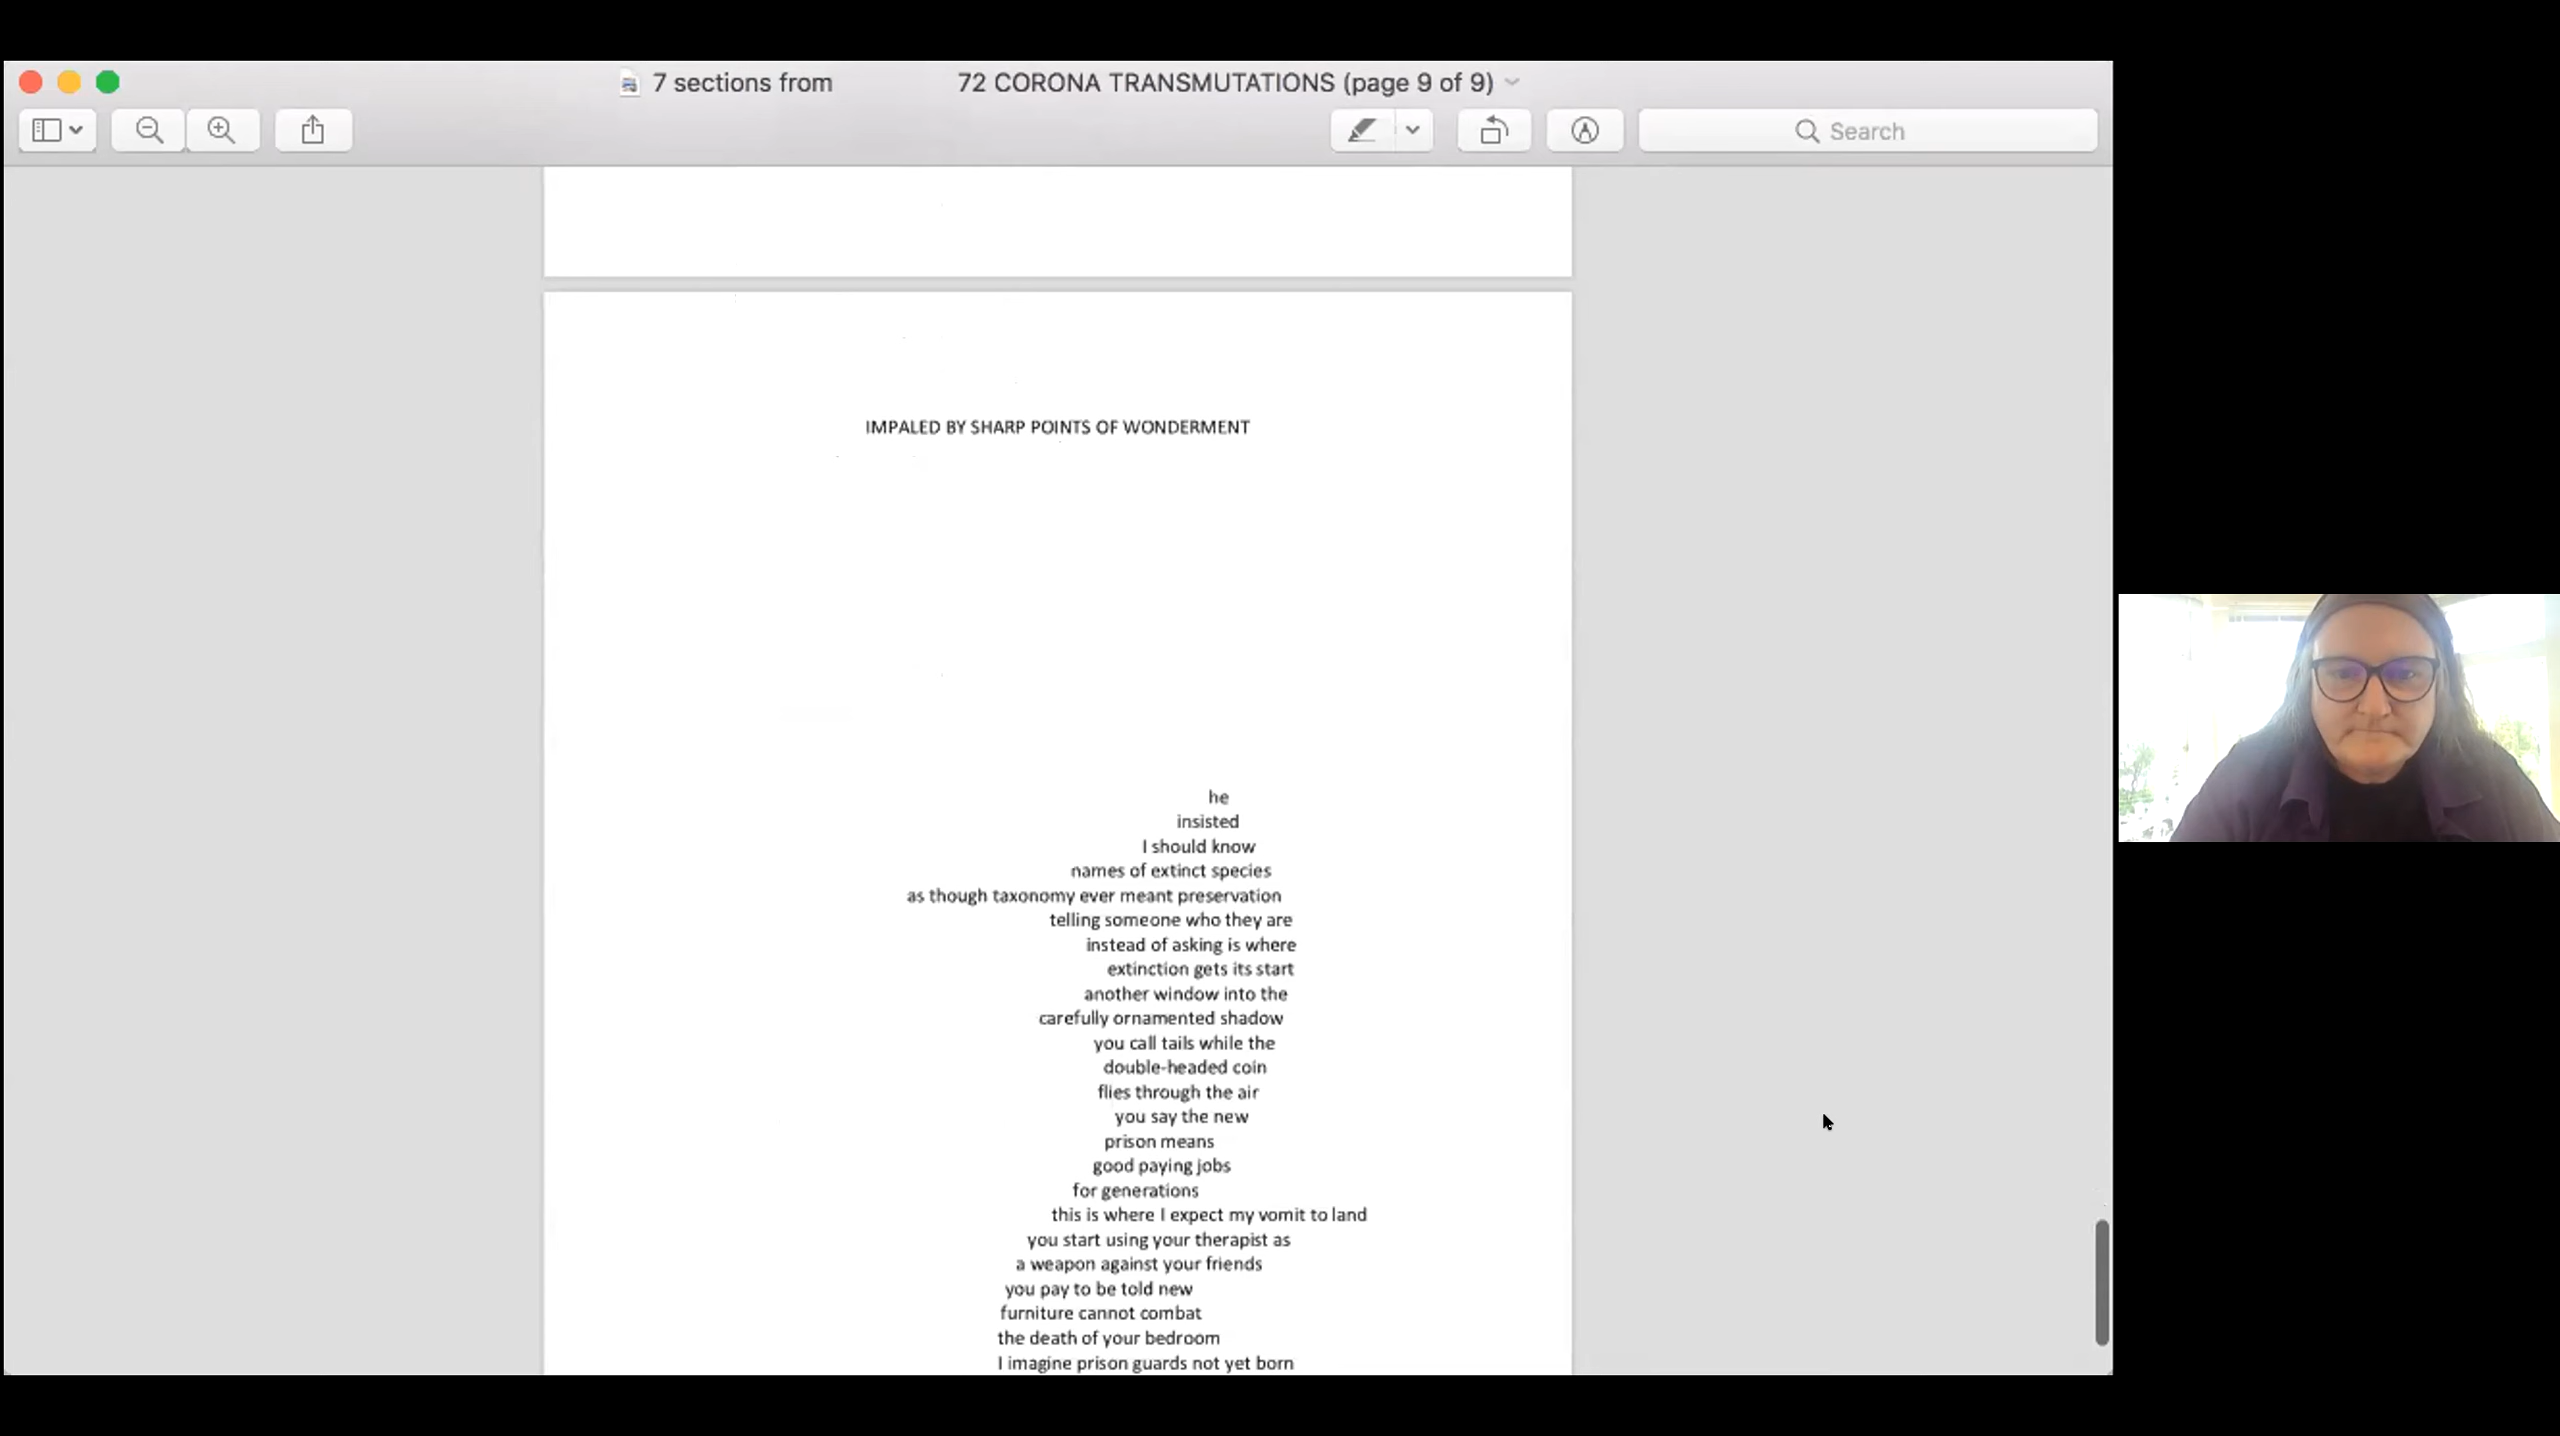 7 sections from 72 CORONA TRANSMUTATIONS (page 9 of 9)
Search
IMPALED BY SHARP POINTS OF WONDERMENT
he
insisted
I should know
names of extinct species
as though taxonomy ever meant preservation
telling someone who they are
instead of asking is where
extinction gets its start
another window into the
carefully ornamented shadow
you call tails while the
double-headed coin
flies through the air
you say the new
prison means
good paying jobs
for generations
this is where I expect my vomit to land
you start using your therapist as
a weapon against your friends
you pay to be told new
furniture cannot combat
the death of your bedroom
I imagine prison guards not yet born